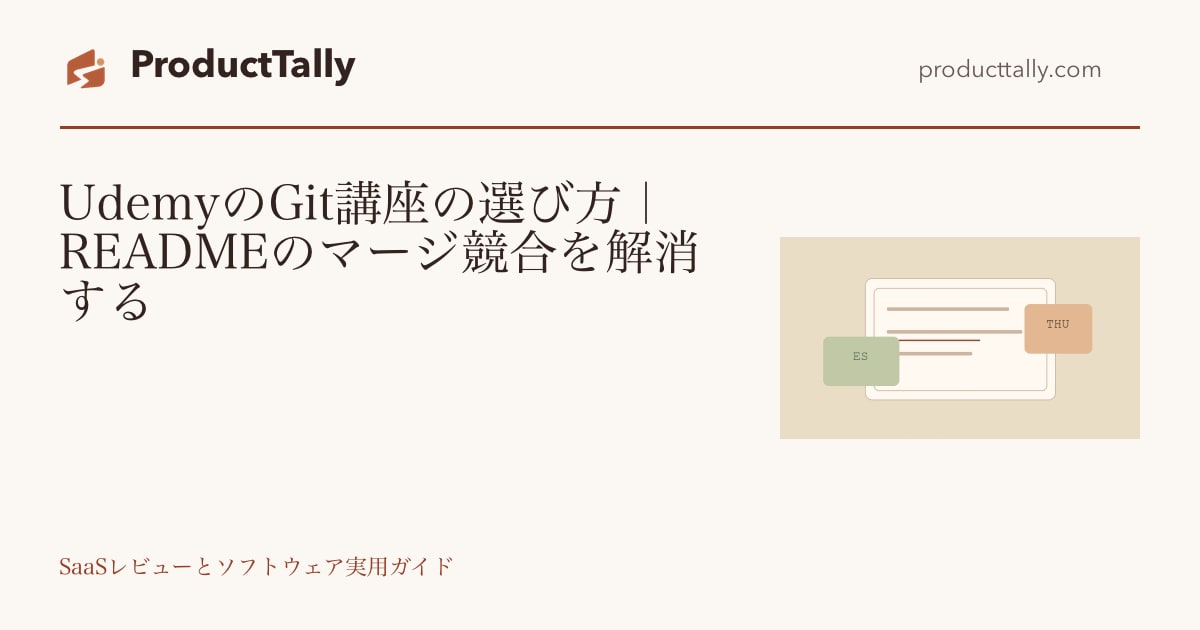 ProductTally
producttally.com
UdemyのGit講座の選び方｜
READMEのマージ競合を解消
する
THU
ES
SaaSレビューとソフトウェア実用ガイド